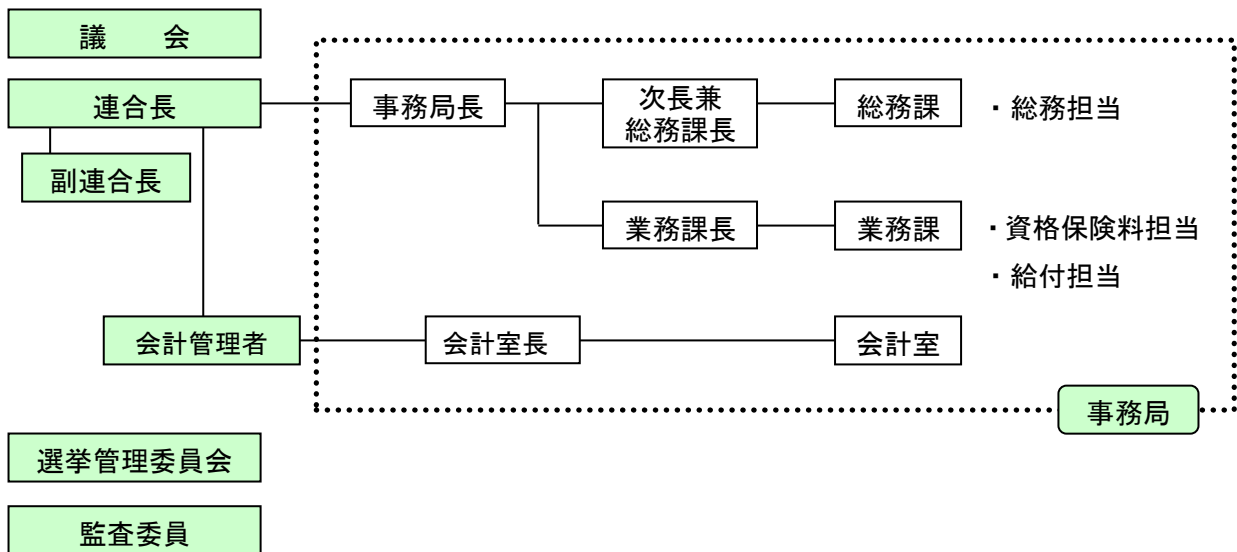 議　　会
連合長
事務局長
次長兼
総務課長
総務課
・総務担当
副連合長
業務課長
業務課
・資格保険料担当
・給付担当
会計管理者
会計室長
会計室
事務局
選挙管理委員会
監査委員